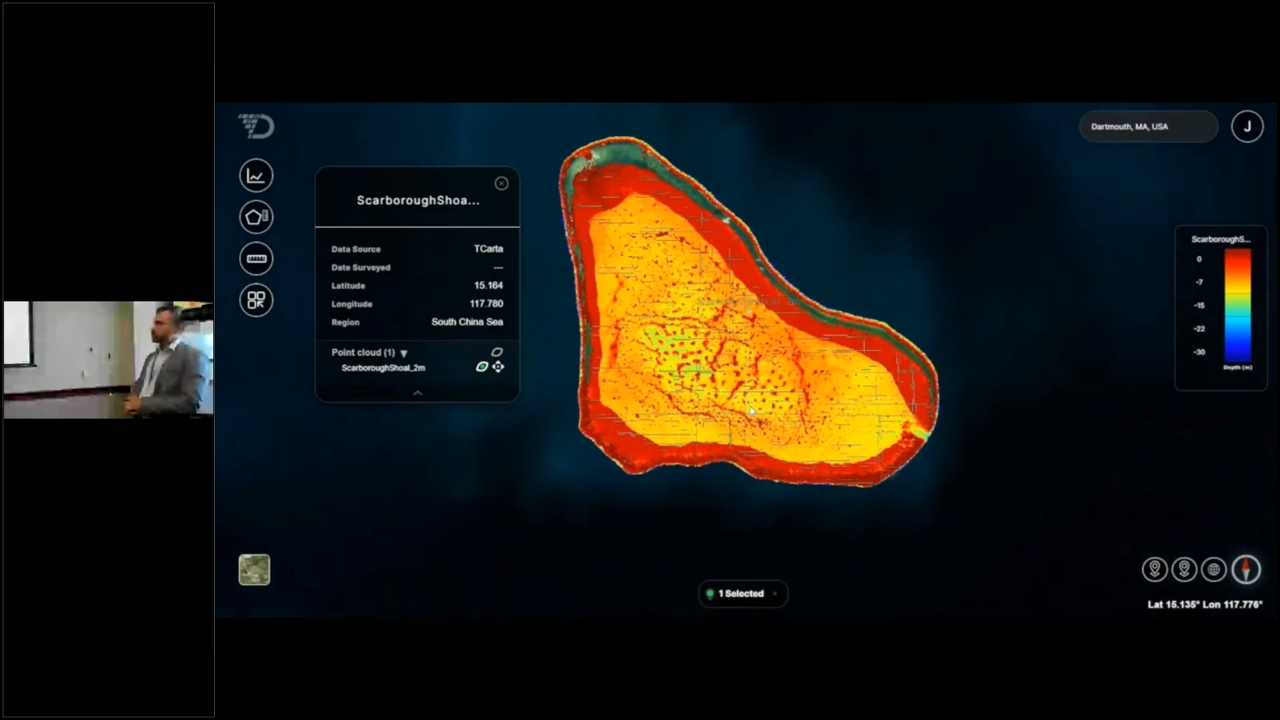 Dartmouth, MA, USA
J
ScarboroughShoa...
Data Source TCarta
Date Surveyed —
Latitude 15.164
Longitude 117.780
Region South China Sea
Point cloud (1)
ScarboroughShoal_2m
ScarboroughS...
0
-7
-15
-22
-30
Depth (m)
1 Selected
Lat 15.135° Lon 117.776°